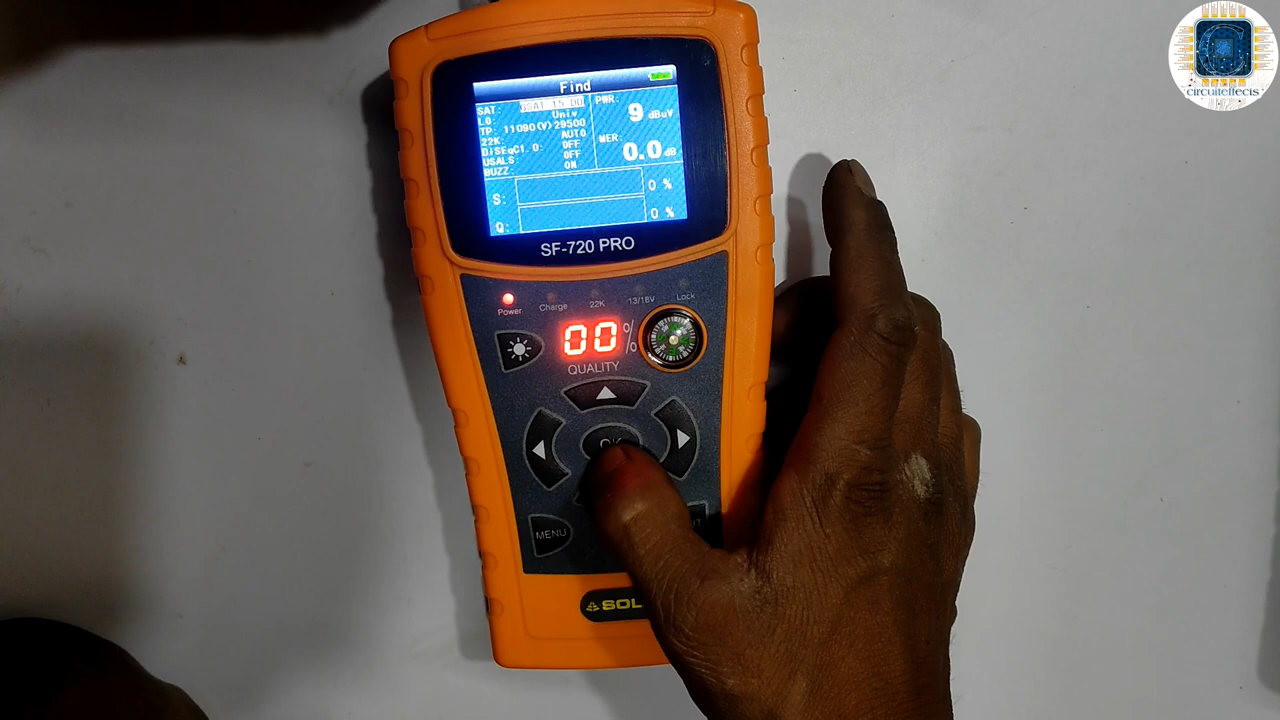 circuiteffects
Find
SAT:
LO: Univ
TP: 11090(V)29500
22K: AUTO
DiSEqC1.0: OFF
USALS: OFF
BUZZ: ON
PWR:
9 dBuV
MER:
0.0 dB
S: 0 %
Q: 0 %
SF-720 PRO
Power Charge 22K 13/18V Lock
00%
QUALITY
OK
MENU
SOL